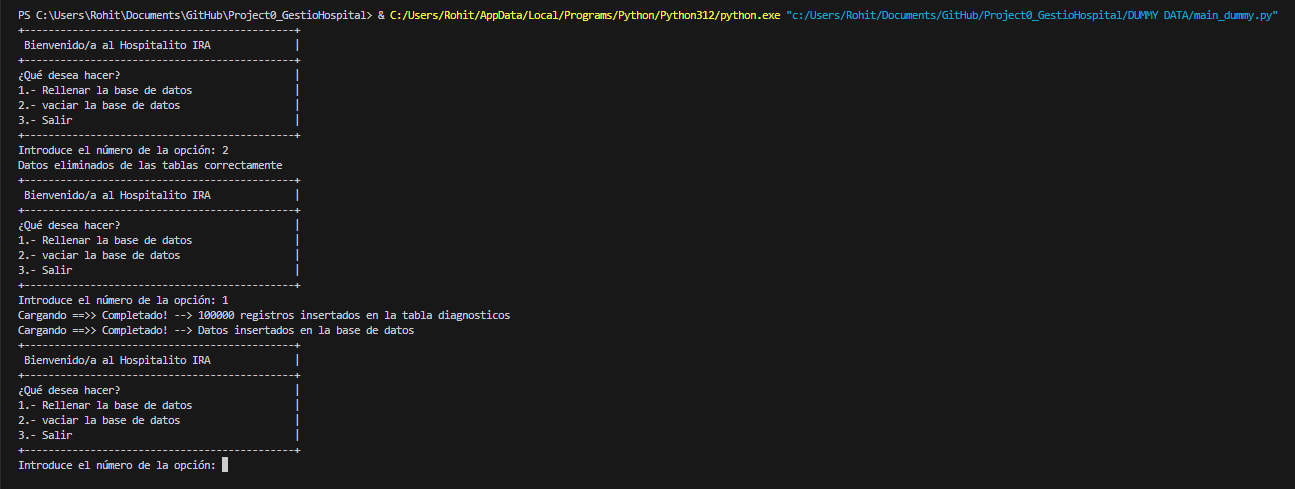 PS C:\Users\Rohit\Documents\GitHub\Project0_GestioHospital> & C:/Users/Rohit/AppData/Local/Programs/Python/Python312/python.exe "c:/Users/Rohit/Documents/GitHub/Project0_GestioHospital/DUMMY DATA/main_dummy.py"
+---------------------------------------------+
 Bienvenido/a al Hospitalito IRA              |
+---------------------------------------------+
¿Qué desea hacer?                             |
1.- Rellenar la base de datos                 |
2.- vaciar la base de datos                   |
3.- Salir                                     |
+---------------------------------------------+
Introduce el número de la opción: 2
Datos eliminados de las tablas correctamente
+---------------------------------------------+
 Bienvenido/a al Hospitalito IRA              |
+---------------------------------------------+
¿Qué desea hacer?                             |
1.- Rellenar la base de datos                 |
2.- vaciar la base de datos                   |
3.- Salir                                     |
+---------------------------------------------+
Introduce el número de la opción: 1
Cargando ==>> Completado! --> 100000 registros insertados en la tabla diagnosticos
Cargando ==>> Completado! --> Datos insertados en la base de datos
+---------------------------------------------+
 Bienvenido/a al Hospitalito IRA              |
+---------------------------------------------+
¿Qué desea hacer?                             |
1.- Rellenar la base de datos                 |
2.- vaciar la base de datos                   |
3.- Salir                                     |
+---------------------------------------------+
Introduce el número de la opción: